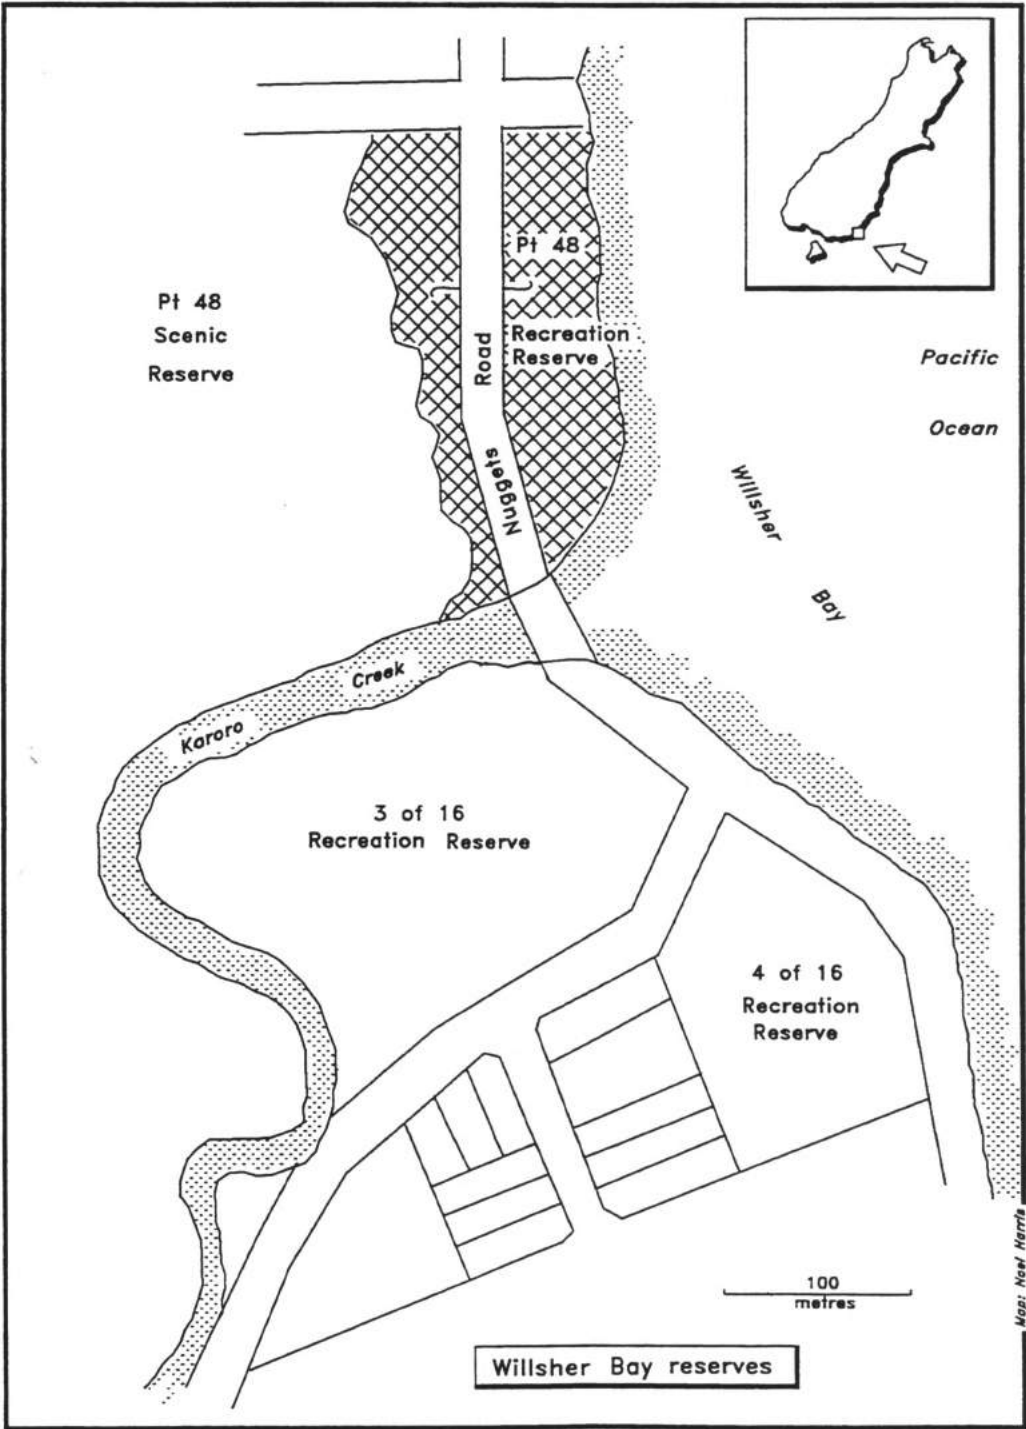 Pt 48
Scenic
Reserve
Pt 48
Recreation
Reserve
Nuggets Road
Pacific
Ocean
Willsher
Bay
Karoro Creek
3 of 16
Recreation Reserve
4 of 16
Recreation
Reserve
100
metres
Map: Noel Harris
Willsher Bay reserves